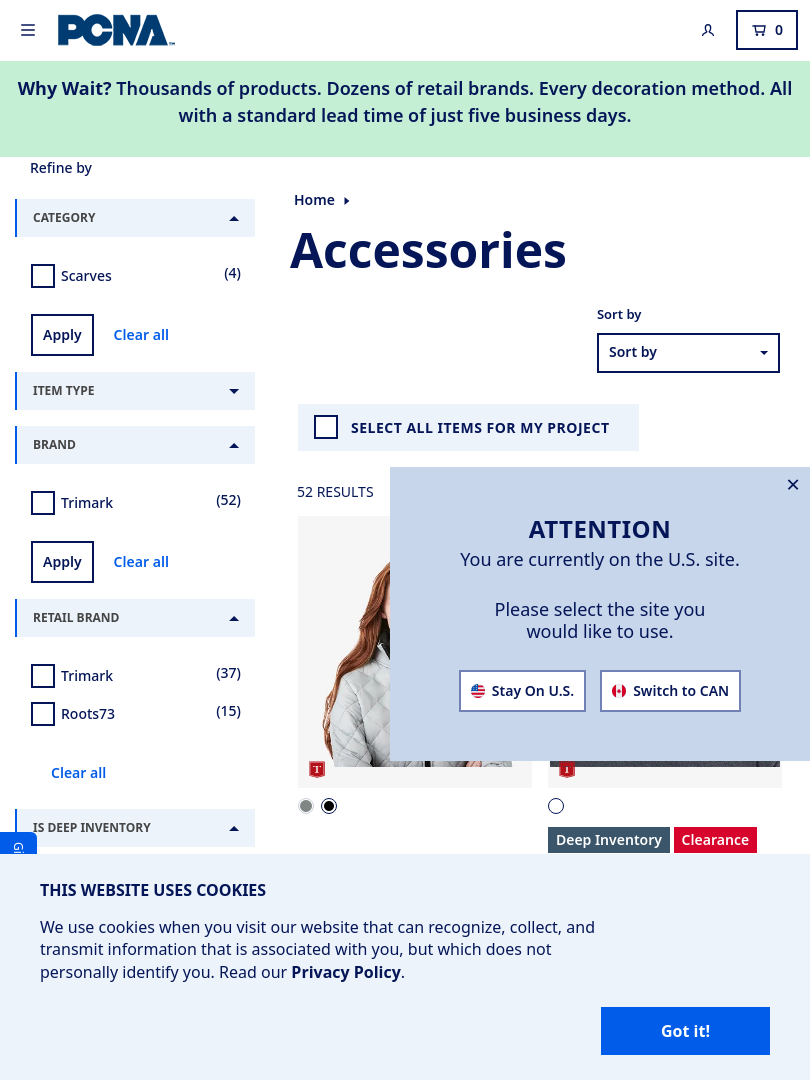 PCNA
0
Why Wait? Thousands of products. Dozens of retail brands. Every decoration method. All
with a standard lead time of just five business days.
Refine by
CATEGORY
Scarves (4)
Apply Clear all
ITEM TYPE
BRAND
Trimark (52)
Apply Clear all
RETAIL BRAND
Trimark (37)
Roots73 (15)
Clear all
IS DEEP INVENTORY
Home
Accessories
Sort by
Sort by
SELECT ALL ITEMS FOR MY PROJECT
52 RESULTS
ATTENTION
You are currently on the U.S. site.
Please select the site you
would like to use.
Stay On U.S. Switch to CAN
T
Deep Inventory Clearance
THIS WEBSITE USES COOKIES
We use cookies when you visit our website that can recognize, collect, and
transmit information that is associated with you, but which does not
personally identify you. Read our Privacy Policy.
Got it!